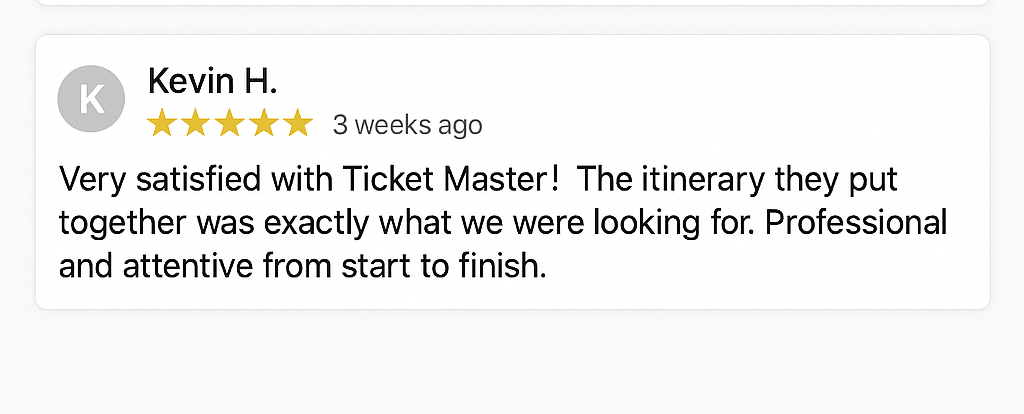 K
Kevin H.
★★★★★ 3 weeks ago
Very satisfied with Ticket Master!  The itinerary they put
together was exactly what we were looking for. Professional
and attentive from start to finish.